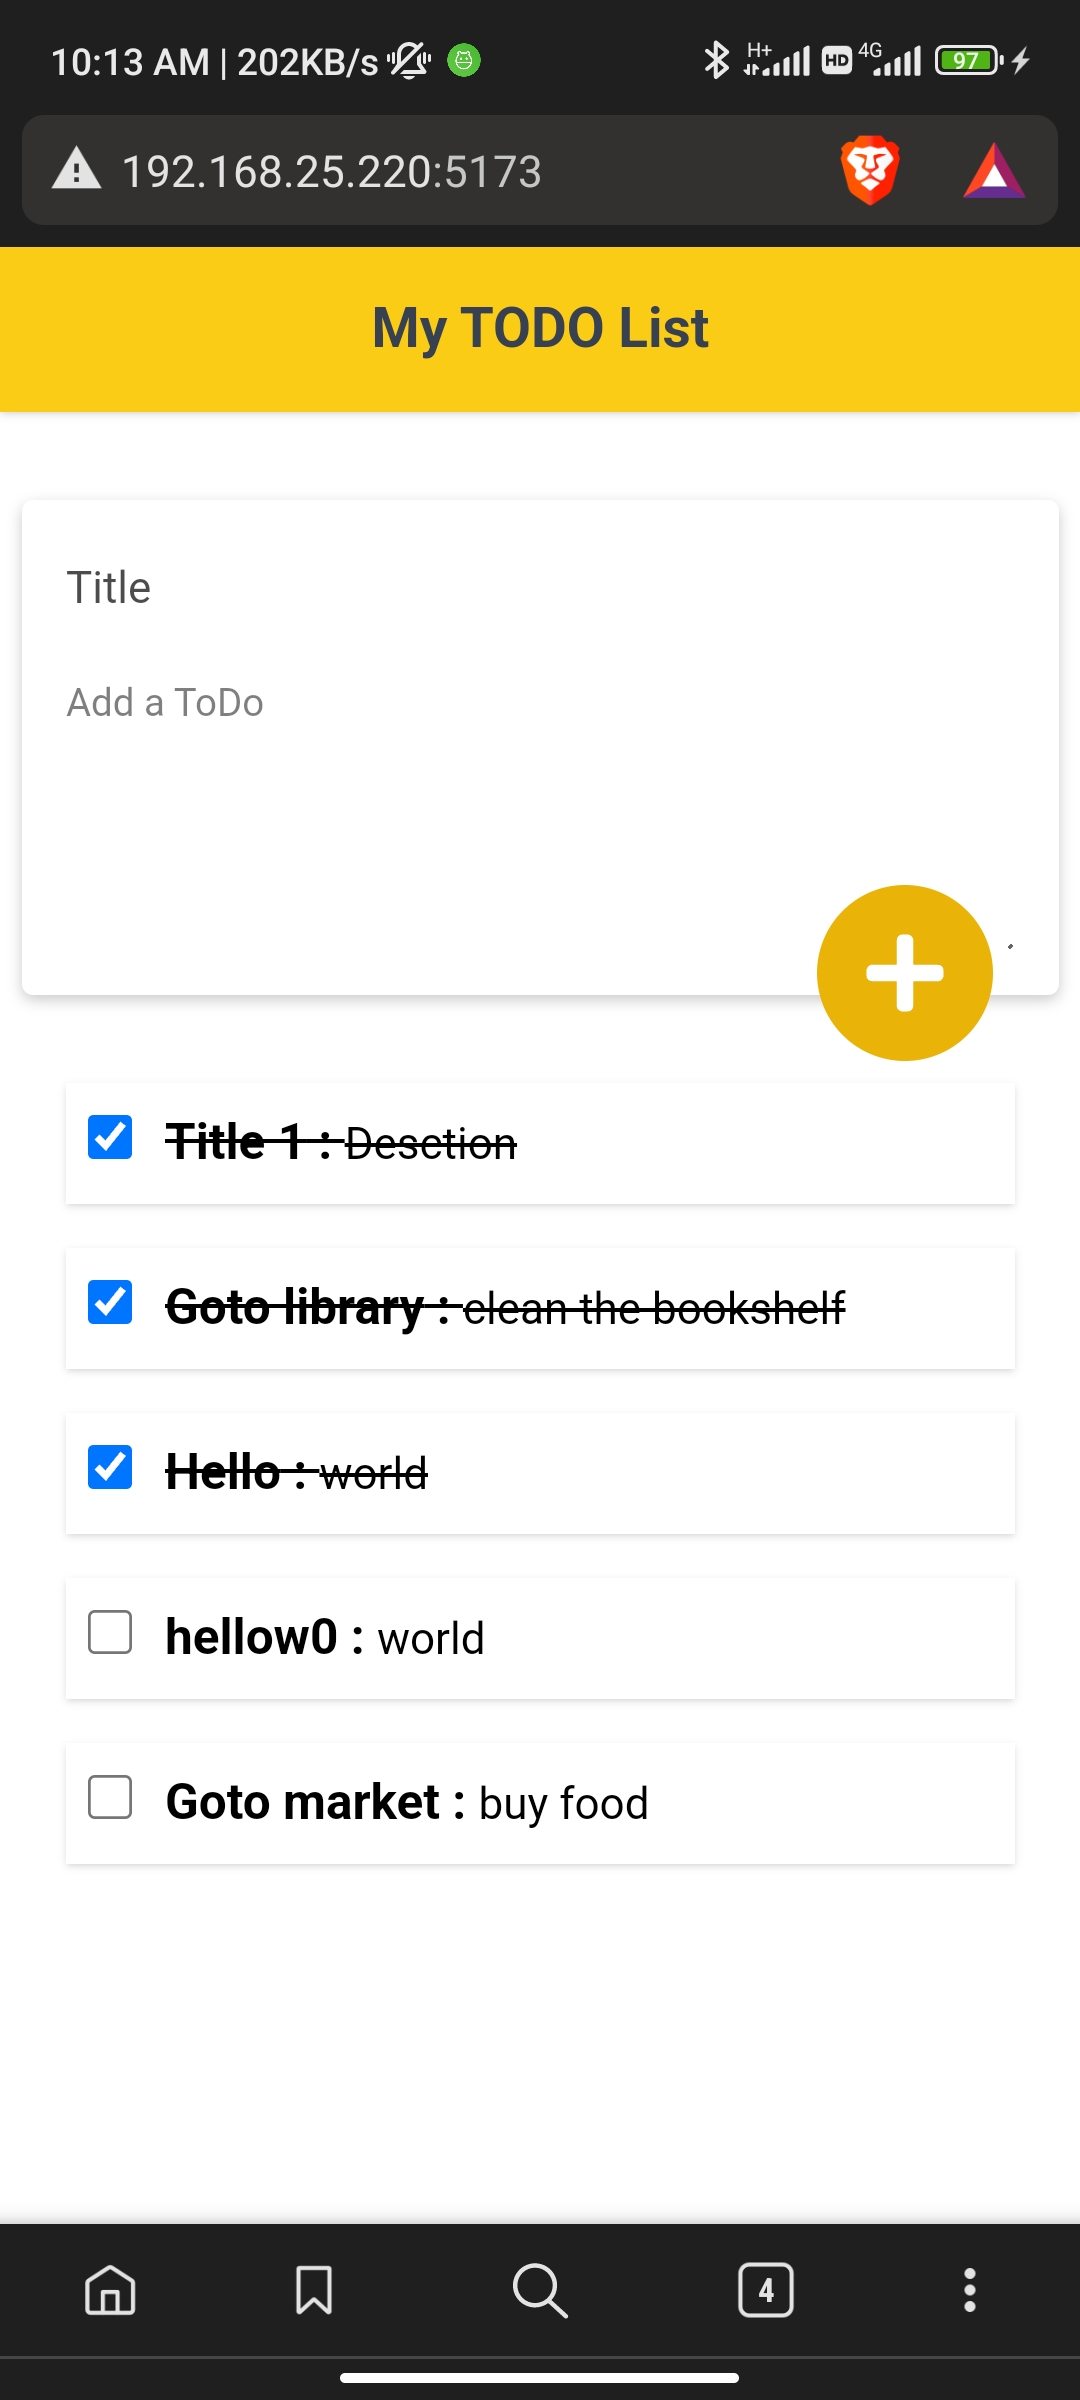 10:13 AM | 202KB/s H+ HD 4G 97
192.168.25.220:5173
My TODO List
Title
Add a ToDo
Title 1 : Desction
Goto library : clean the bookshelf
Hello : world
hellow0 : world
Goto market : buy food
4